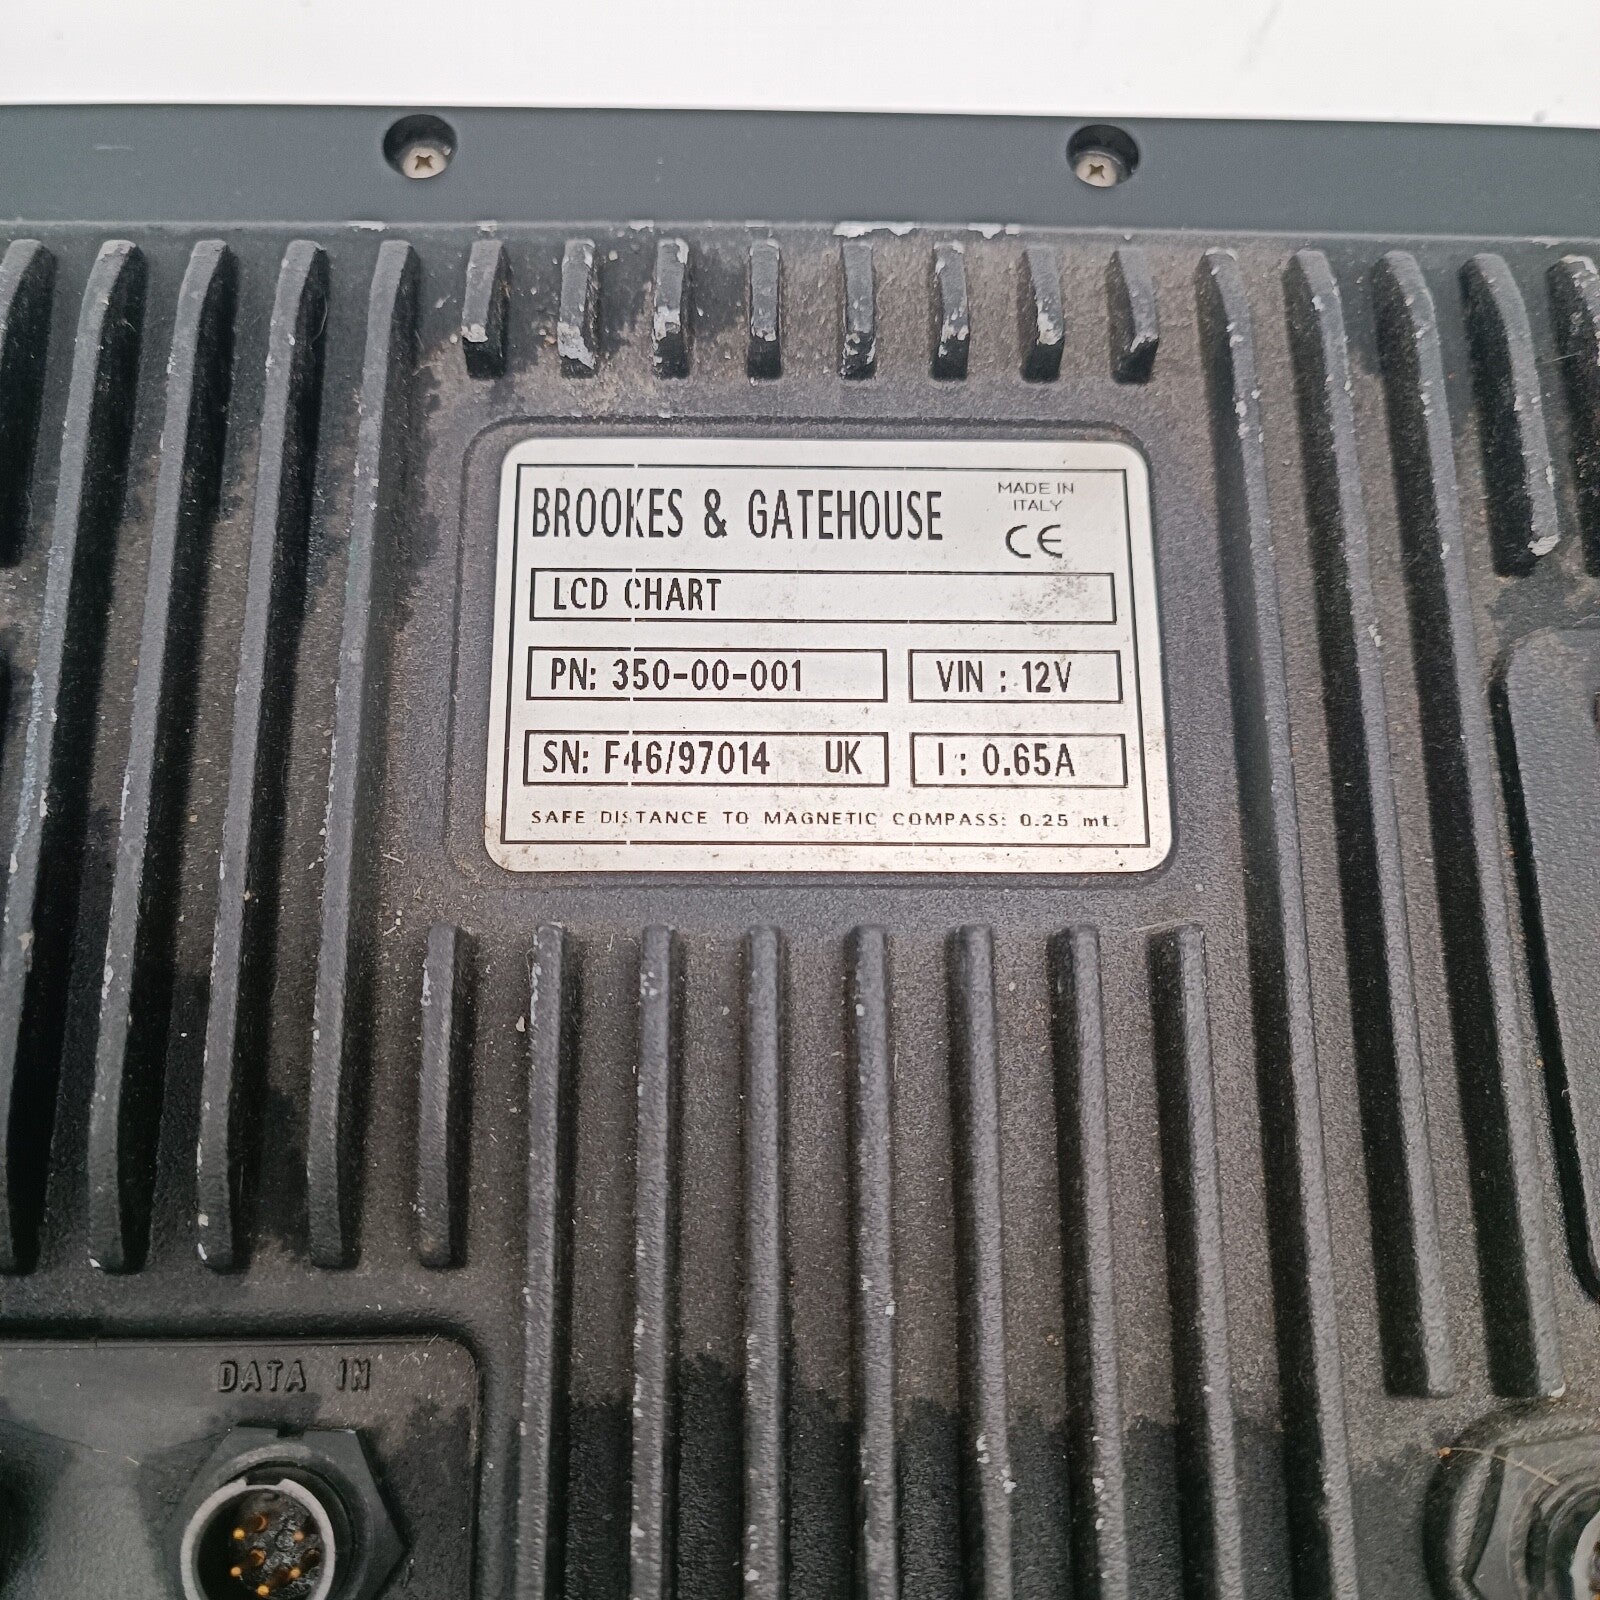 BROOKES & GATEHOUSE
MADE IN
ITALY
CE
LCD CHART
PN: 350-00-001
VIN : 12V
SN: F46/97014 UK
I : 0.65A
SAFE DISTANCE TO MAGNETIC COMPASS: 0.25 mt.
DATA IN